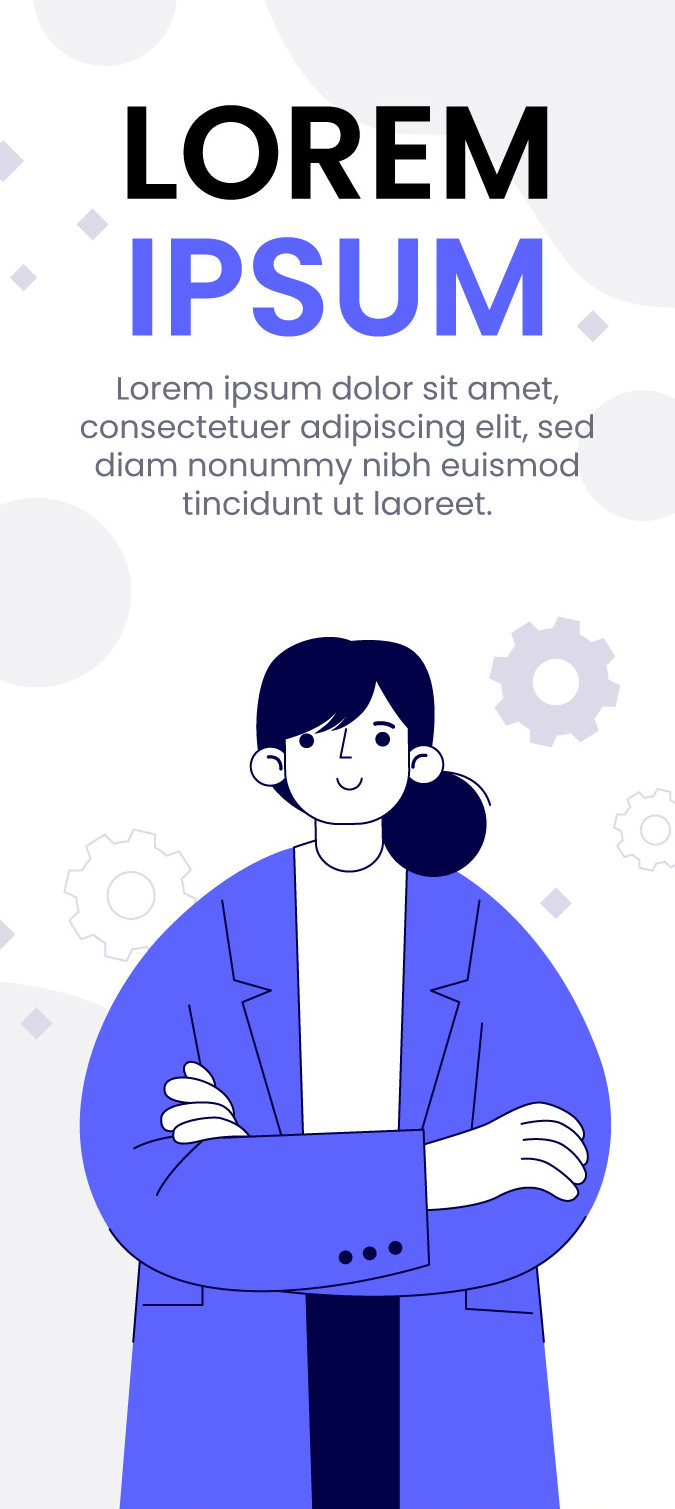 LOREM
IPSUM
Lorem ipsum dolor sit amet,
consectetuer adipiscing elit, sed
diam nonummy nibh euismod
tincidunt ut laoreet.